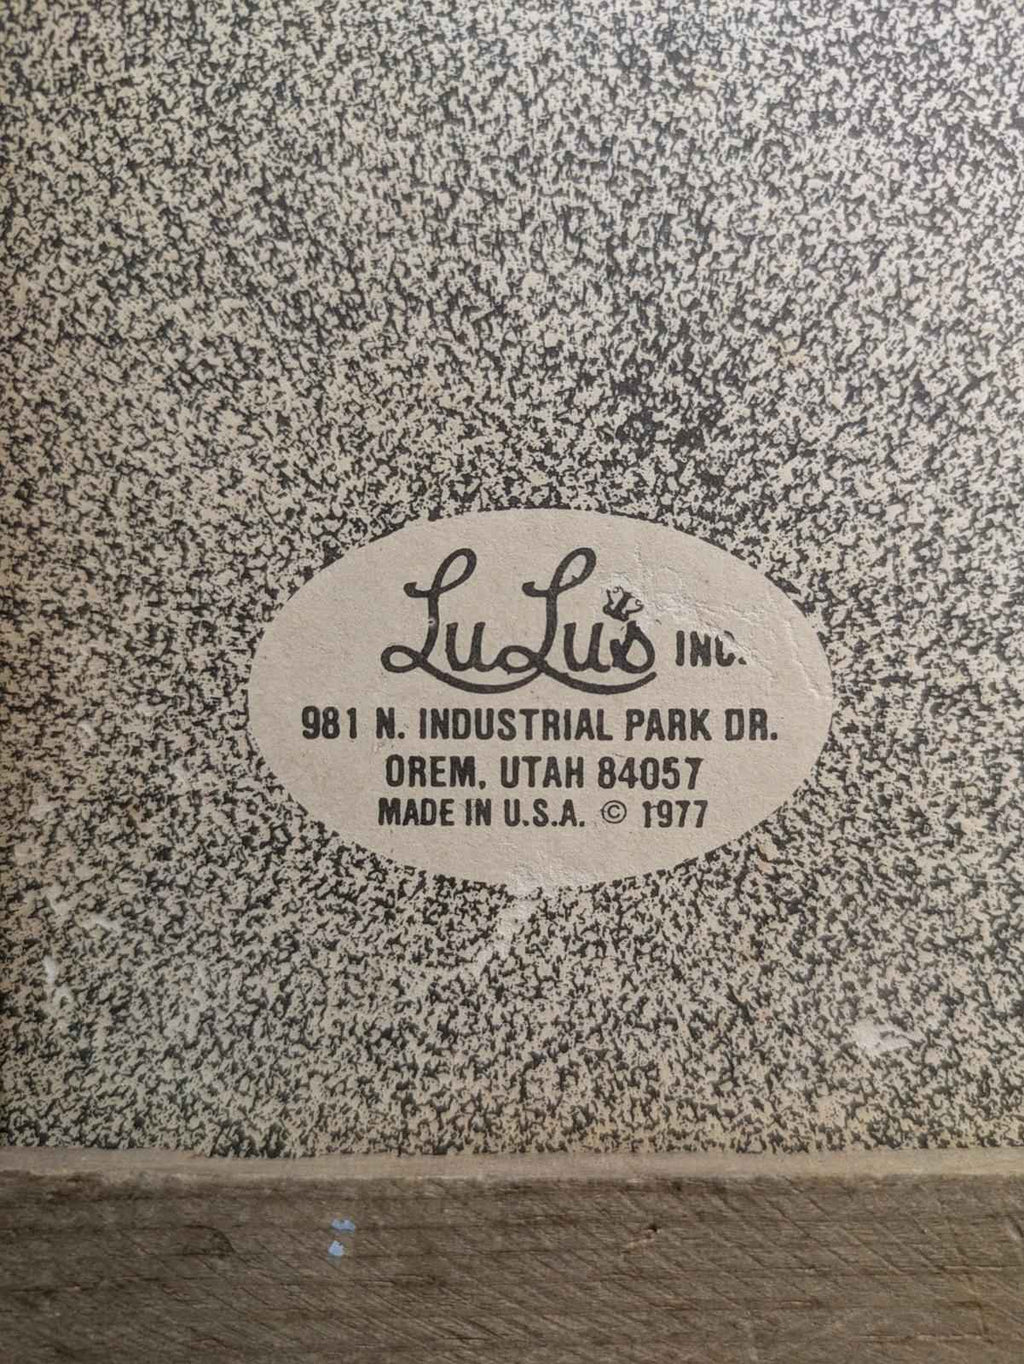 LuLu's INC.
981 N. INDUSTRIAL PARK DR.
OREM, UTAH 84057
MADE IN U.S.A. © 1977